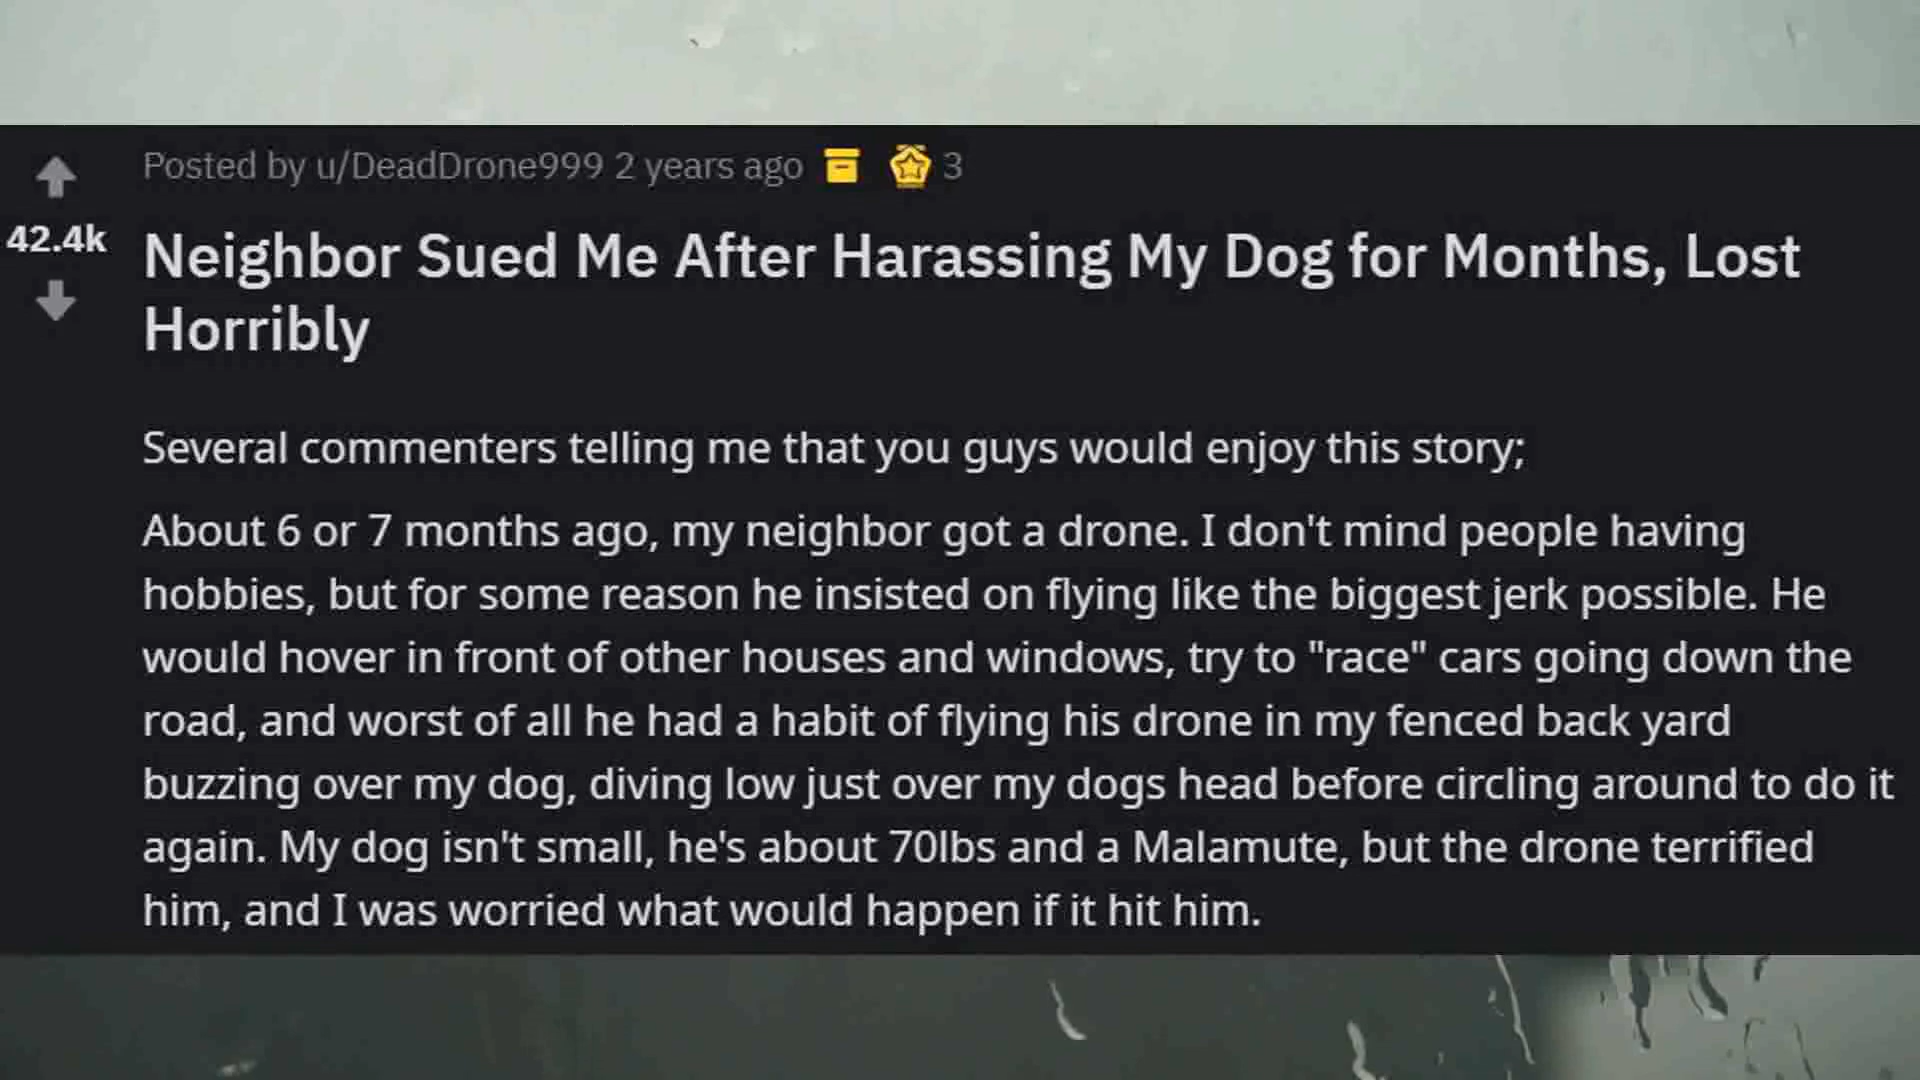 Posted by u/DeadDrone999 2 years ago 3
42.4k
Neighbor Sued Me After Harassing My Dog for Months, Lost
Horribly
Several commenters telling me that you guys would enjoy this story;
About 6 or 7 months ago, my neighbor got a drone. I don't mind people having
hobbies, but for some reason he insisted on flying like the biggest jerk possible. He
would hover in front of other houses and windows, try to "race" cars going down the
road, and worst of all he had a habit of flying his drone in my fenced back yard
buzzing over my dog, diving low just over my dogs head before circling around to do it
again. My dog isn't small, he's about 70lbs and a Malamute, but the drone terrified
him, and I was worried what would happen if it hit him.